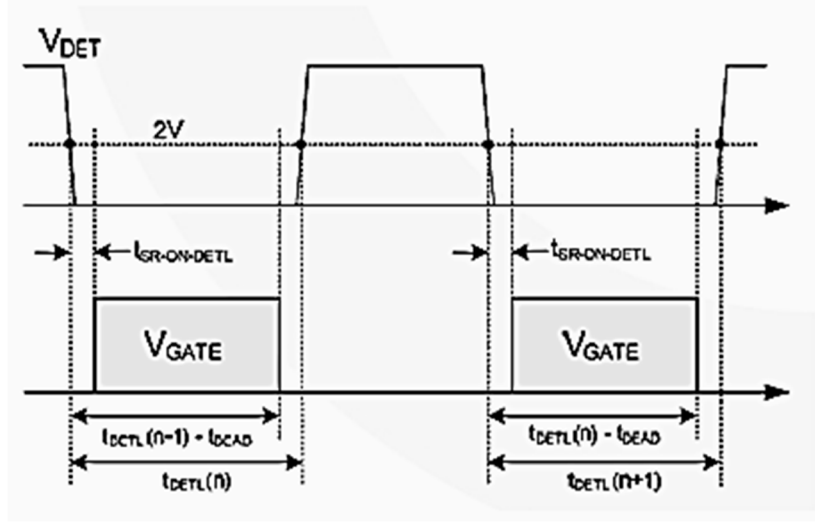 VDET
2V
tSR-ON-DETL
tSR-ON-DETL
VGATE
VGATE
tDETL(n-1) - tDEAD
tDETL(n) - tDEAD
tDETL(n)
tDETL(n+1)